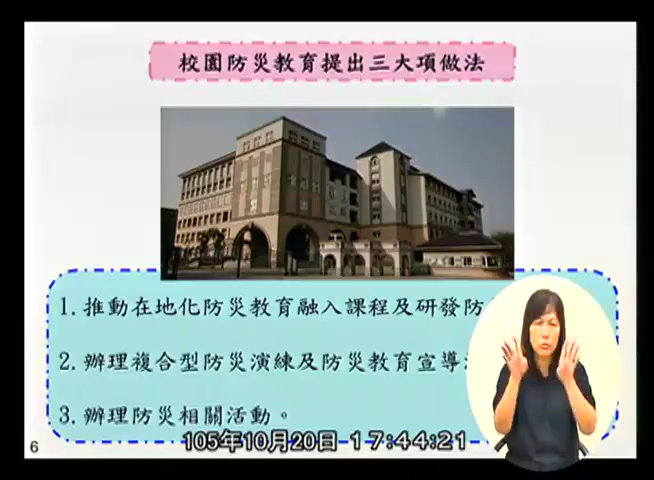 校園防災教育提出三大項做法
1. 推動在地化防災教育融入課程及研發防
2. 辦理複合型防災演練及防災教育宣導
3. 辦理防災相關活動。
105年10月20日 17:44:21
6